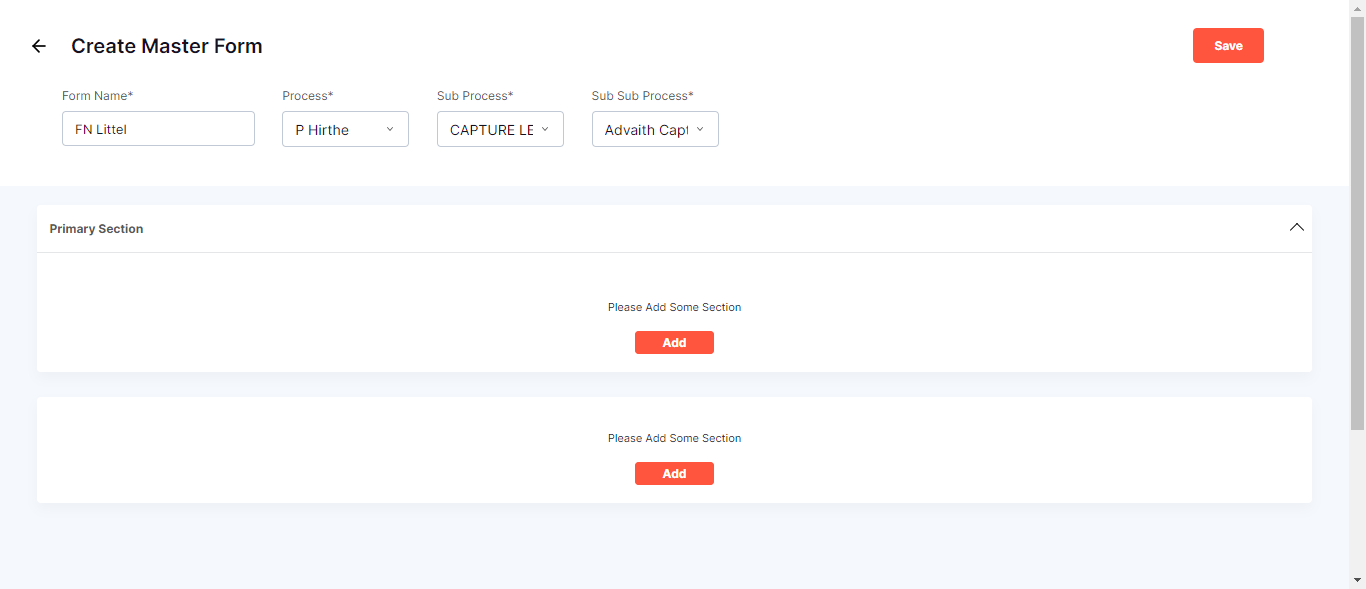 Create Master Form
Save
Form Name*
Process*
Sub Process*
Sub Sub Process*
FN Littel
P Hirthe
CAPTURE LE
Advaith Capt
Primary Section
Please Add Some Section
Add
Please Add Some Section
Add